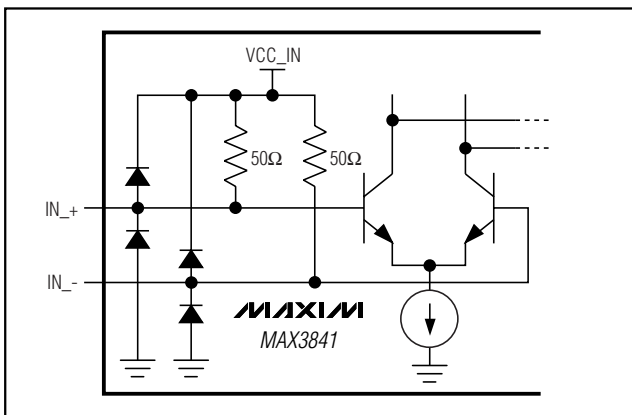 VCC_IN
50Ω
50Ω
IN_+
IN_-
MAXIM
MAX3841